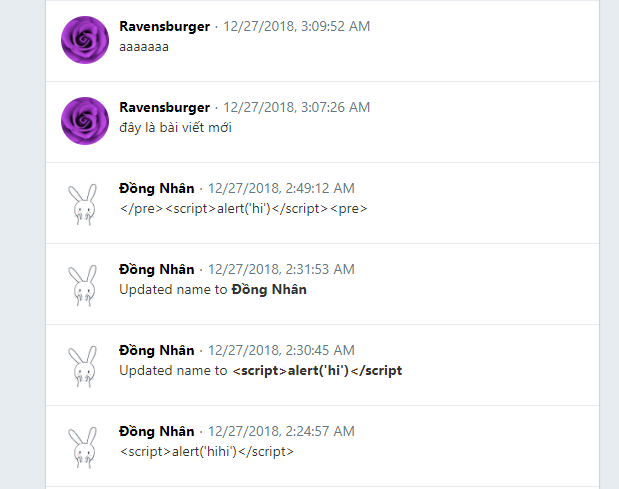 Ravensburger · 12/27/2018, 3:09:52 AM
aaaaaaa
Ravensburger · 12/27/2018, 3:07:26 AM
đây là bài viết mới
Đồng Nhân · 12/27/2018, 2:49:12 AM
</pre><script>alert('hi')</script><pre>
Đồng Nhân · 12/27/2018, 2:31:53 AM
Updated name to Đồng Nhân
Đồng Nhân · 12/27/2018, 2:30:45 AM
Updated name to <script>alert('hi')</script
Đồng Nhân · 12/27/2018, 2:24:57 AM
<script>alert('hihi')</script>